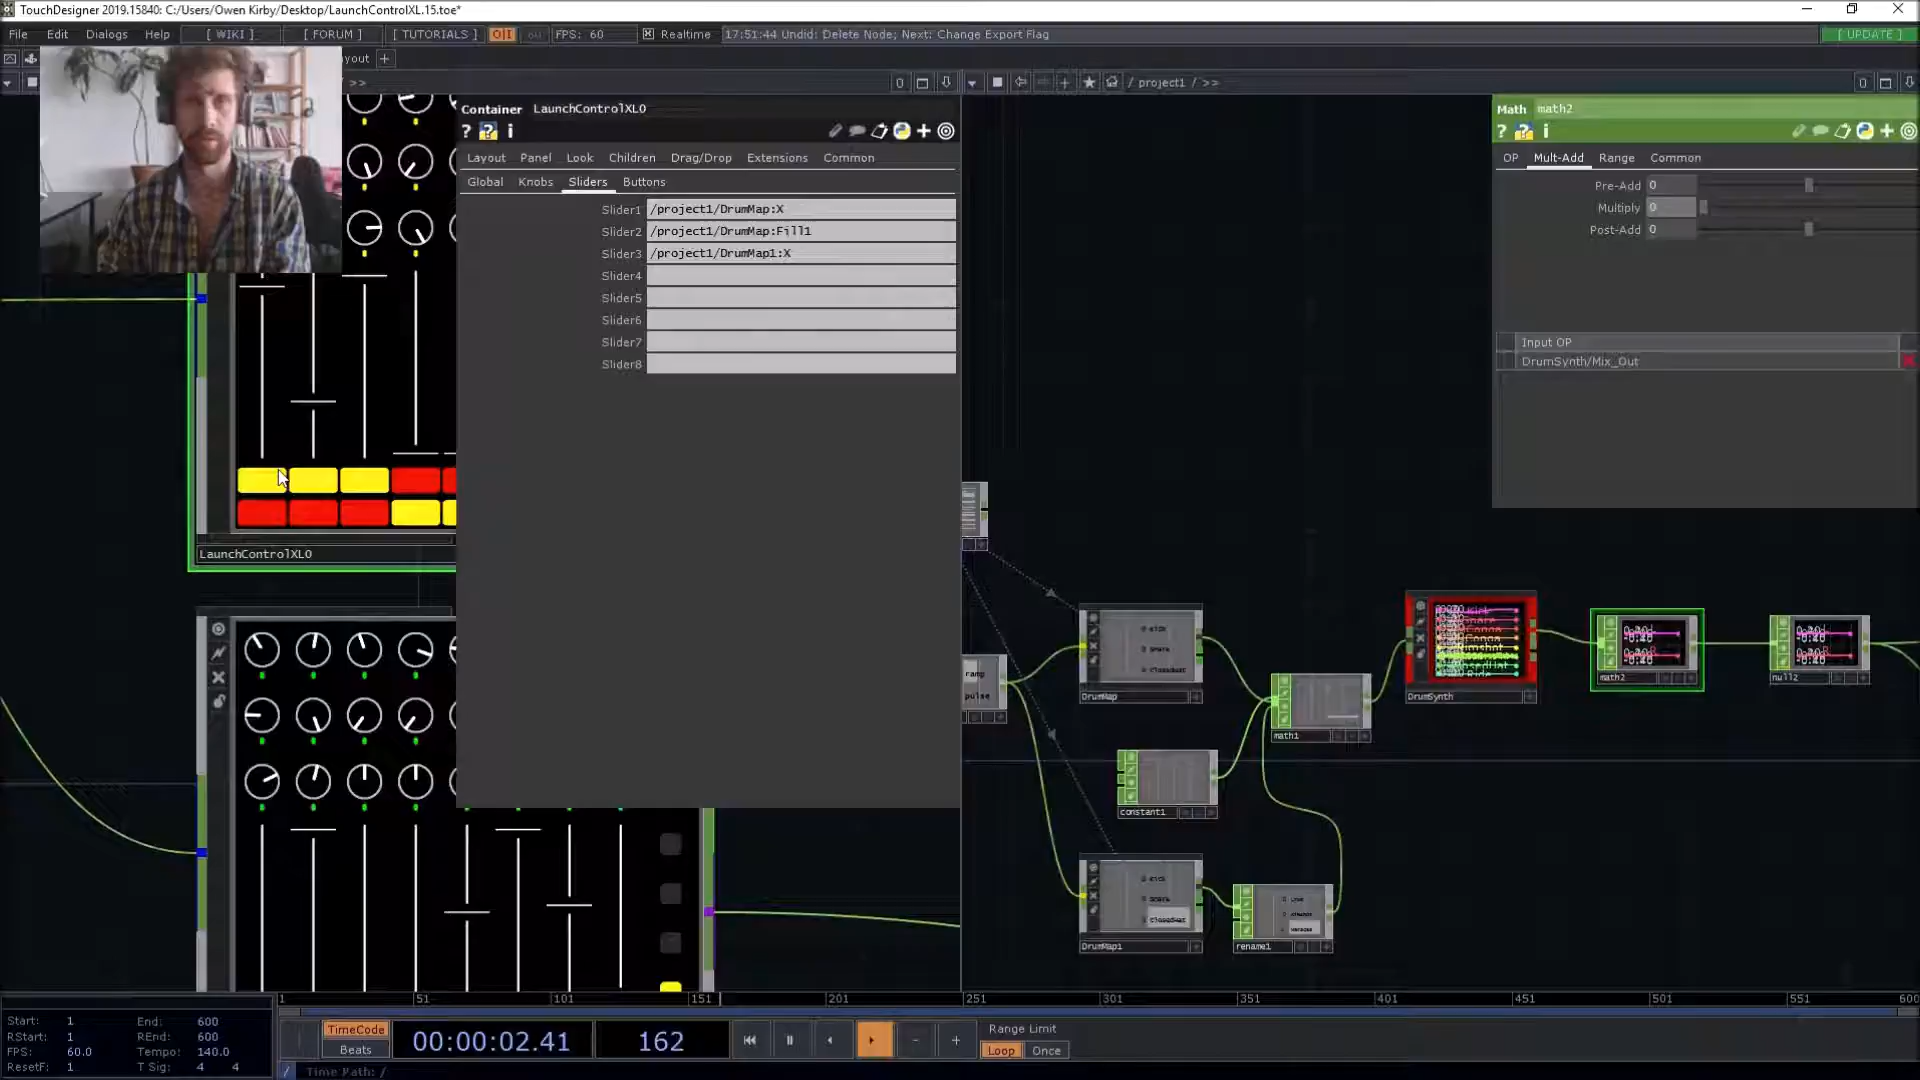 TouchDesigner 2019.15840: C:/Users/Owen Kirby/Desktop/LaunchControlXL.15.toe*
File Edit Dialogs Help [ WIKI ] [ FORUM ] [ TUTORIALS ] O|I FPS: 60 Realtime 17:51:44 Undid: Delete Node; Next: Change Export Flag [ UPDATE ]
yout +
>> 0 / project1 / >> 0
Container LaunchControlXL0
? ? i
Layout Panel Look Children Drag/Drop Extensions Common
Global Knobs Sliders Buttons
Slider1 /project1/DrumMap:X
Slider2 /project1/DrumMap:Fill1
Slider3 /project1/DrumMap1:X
Slider4
Slider5
Slider6
Slider7
Slider8
Math math2
? ? i
OP Mult-Add Range Common
Pre-Add 0
Multiply 0
Post-Add 0
Input OP
DrumSynth/Mix_Out
LaunchControlXL0
ramp
pulse
DrumMap
math1
DrumSynth
math2
null2
constant1
DrumMap1
rename1
1 51 101 151 201 251 301 351 401 451 501 551 600
Start: 1 End: 600
RStart: 1 REnd: 600
FPS: 60.0 Tempo: 140.0
ResetF: 1 T Sig: 4 4
TimeCode
Beats
00:00:02.41
162
Range Limit
Loop Once
/ Time Path: /